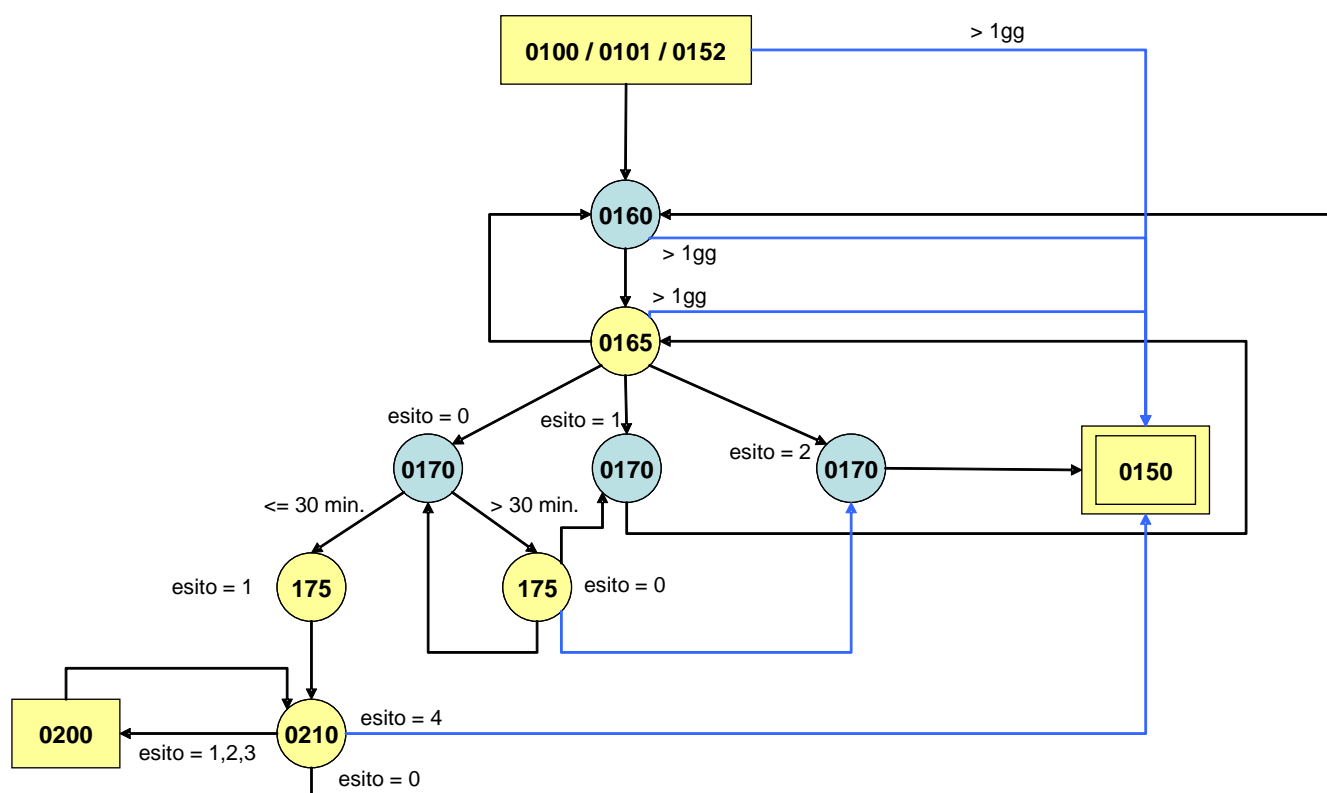 > 1gg
0100 / 0101 / 0152
0160
> 1gg
> 1gg
0165
esito = 0
esito = 1
esito = 2
0170
0170
0170
0150
<= 30 min.
> 30 min.
esito = 1
175
175
esito = 0
esito = 4
0200
0210
esito = 1,2,3
esito = 0